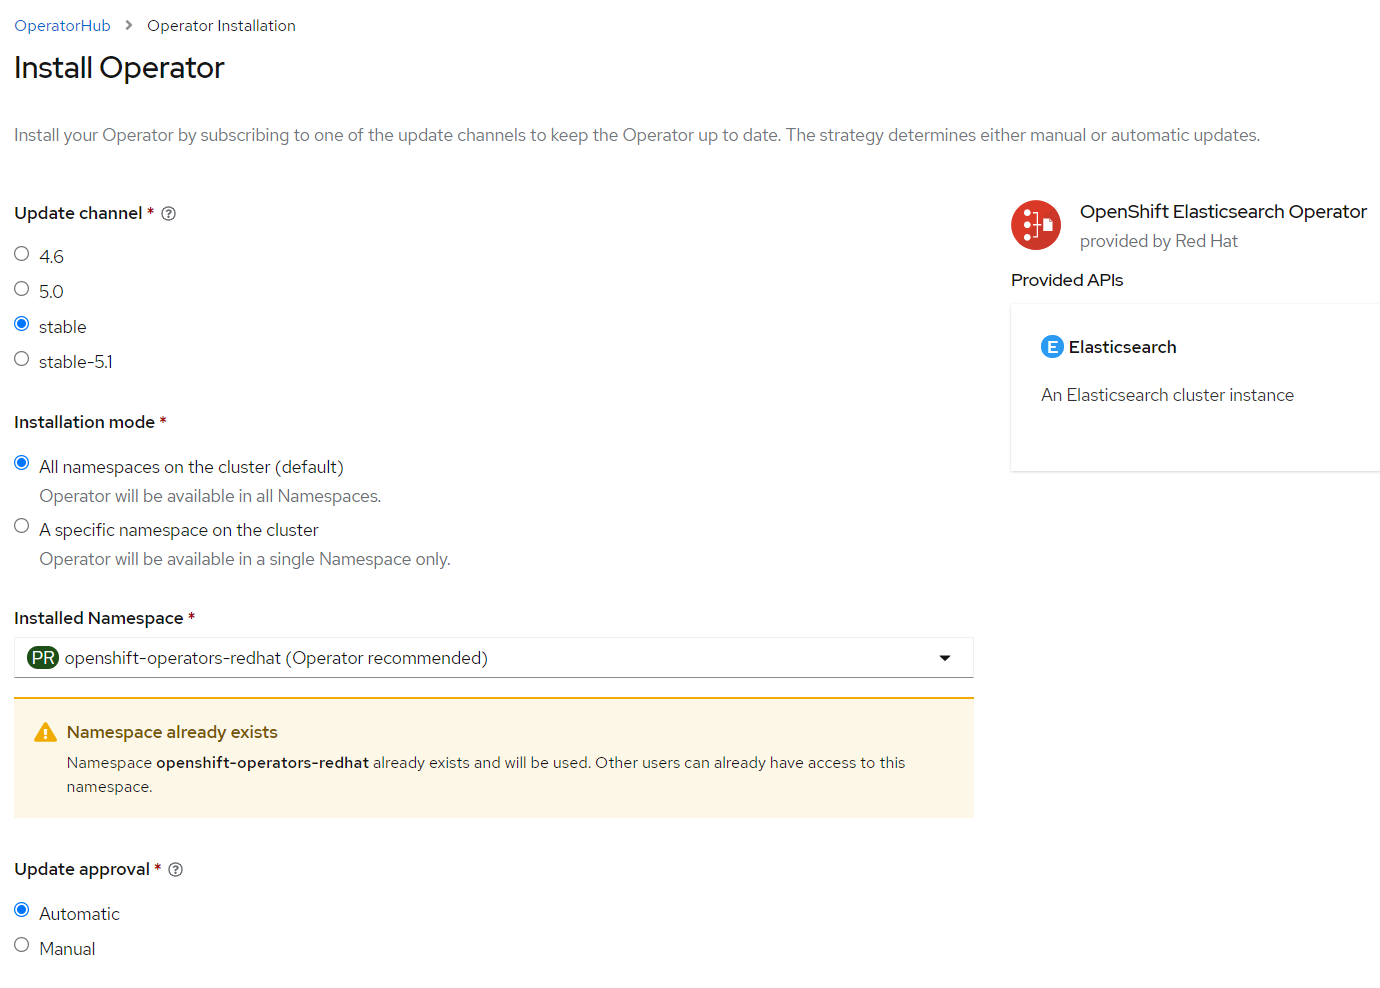 OperatorHub > Operator Installation
Install Operator
Install your Operator by subscribing to one of the update channels to keep the Operator up to date. The strategy determines either manual or automatic updates.
Update channel *
4.6
5.0
stable
stable-5.1
Installation mode *
All namespaces on the cluster (default)
Operator will be available in all Namespaces.
A specific namespace on the cluster
Operator will be available in a single Namespace only.
Installed Namespace *
PR openshift-operators-redhat (Operator recommended)
Namespace already exists
Namespace openshift-operators-redhat already exists and will be used. Other users can already have access to this
namespace.
Update approval *
Automatic
Manual
OpenShift Elasticsearch Operator
provided by Red Hat
Provided APIs
E Elasticsearch
An Elasticsearch cluster instance